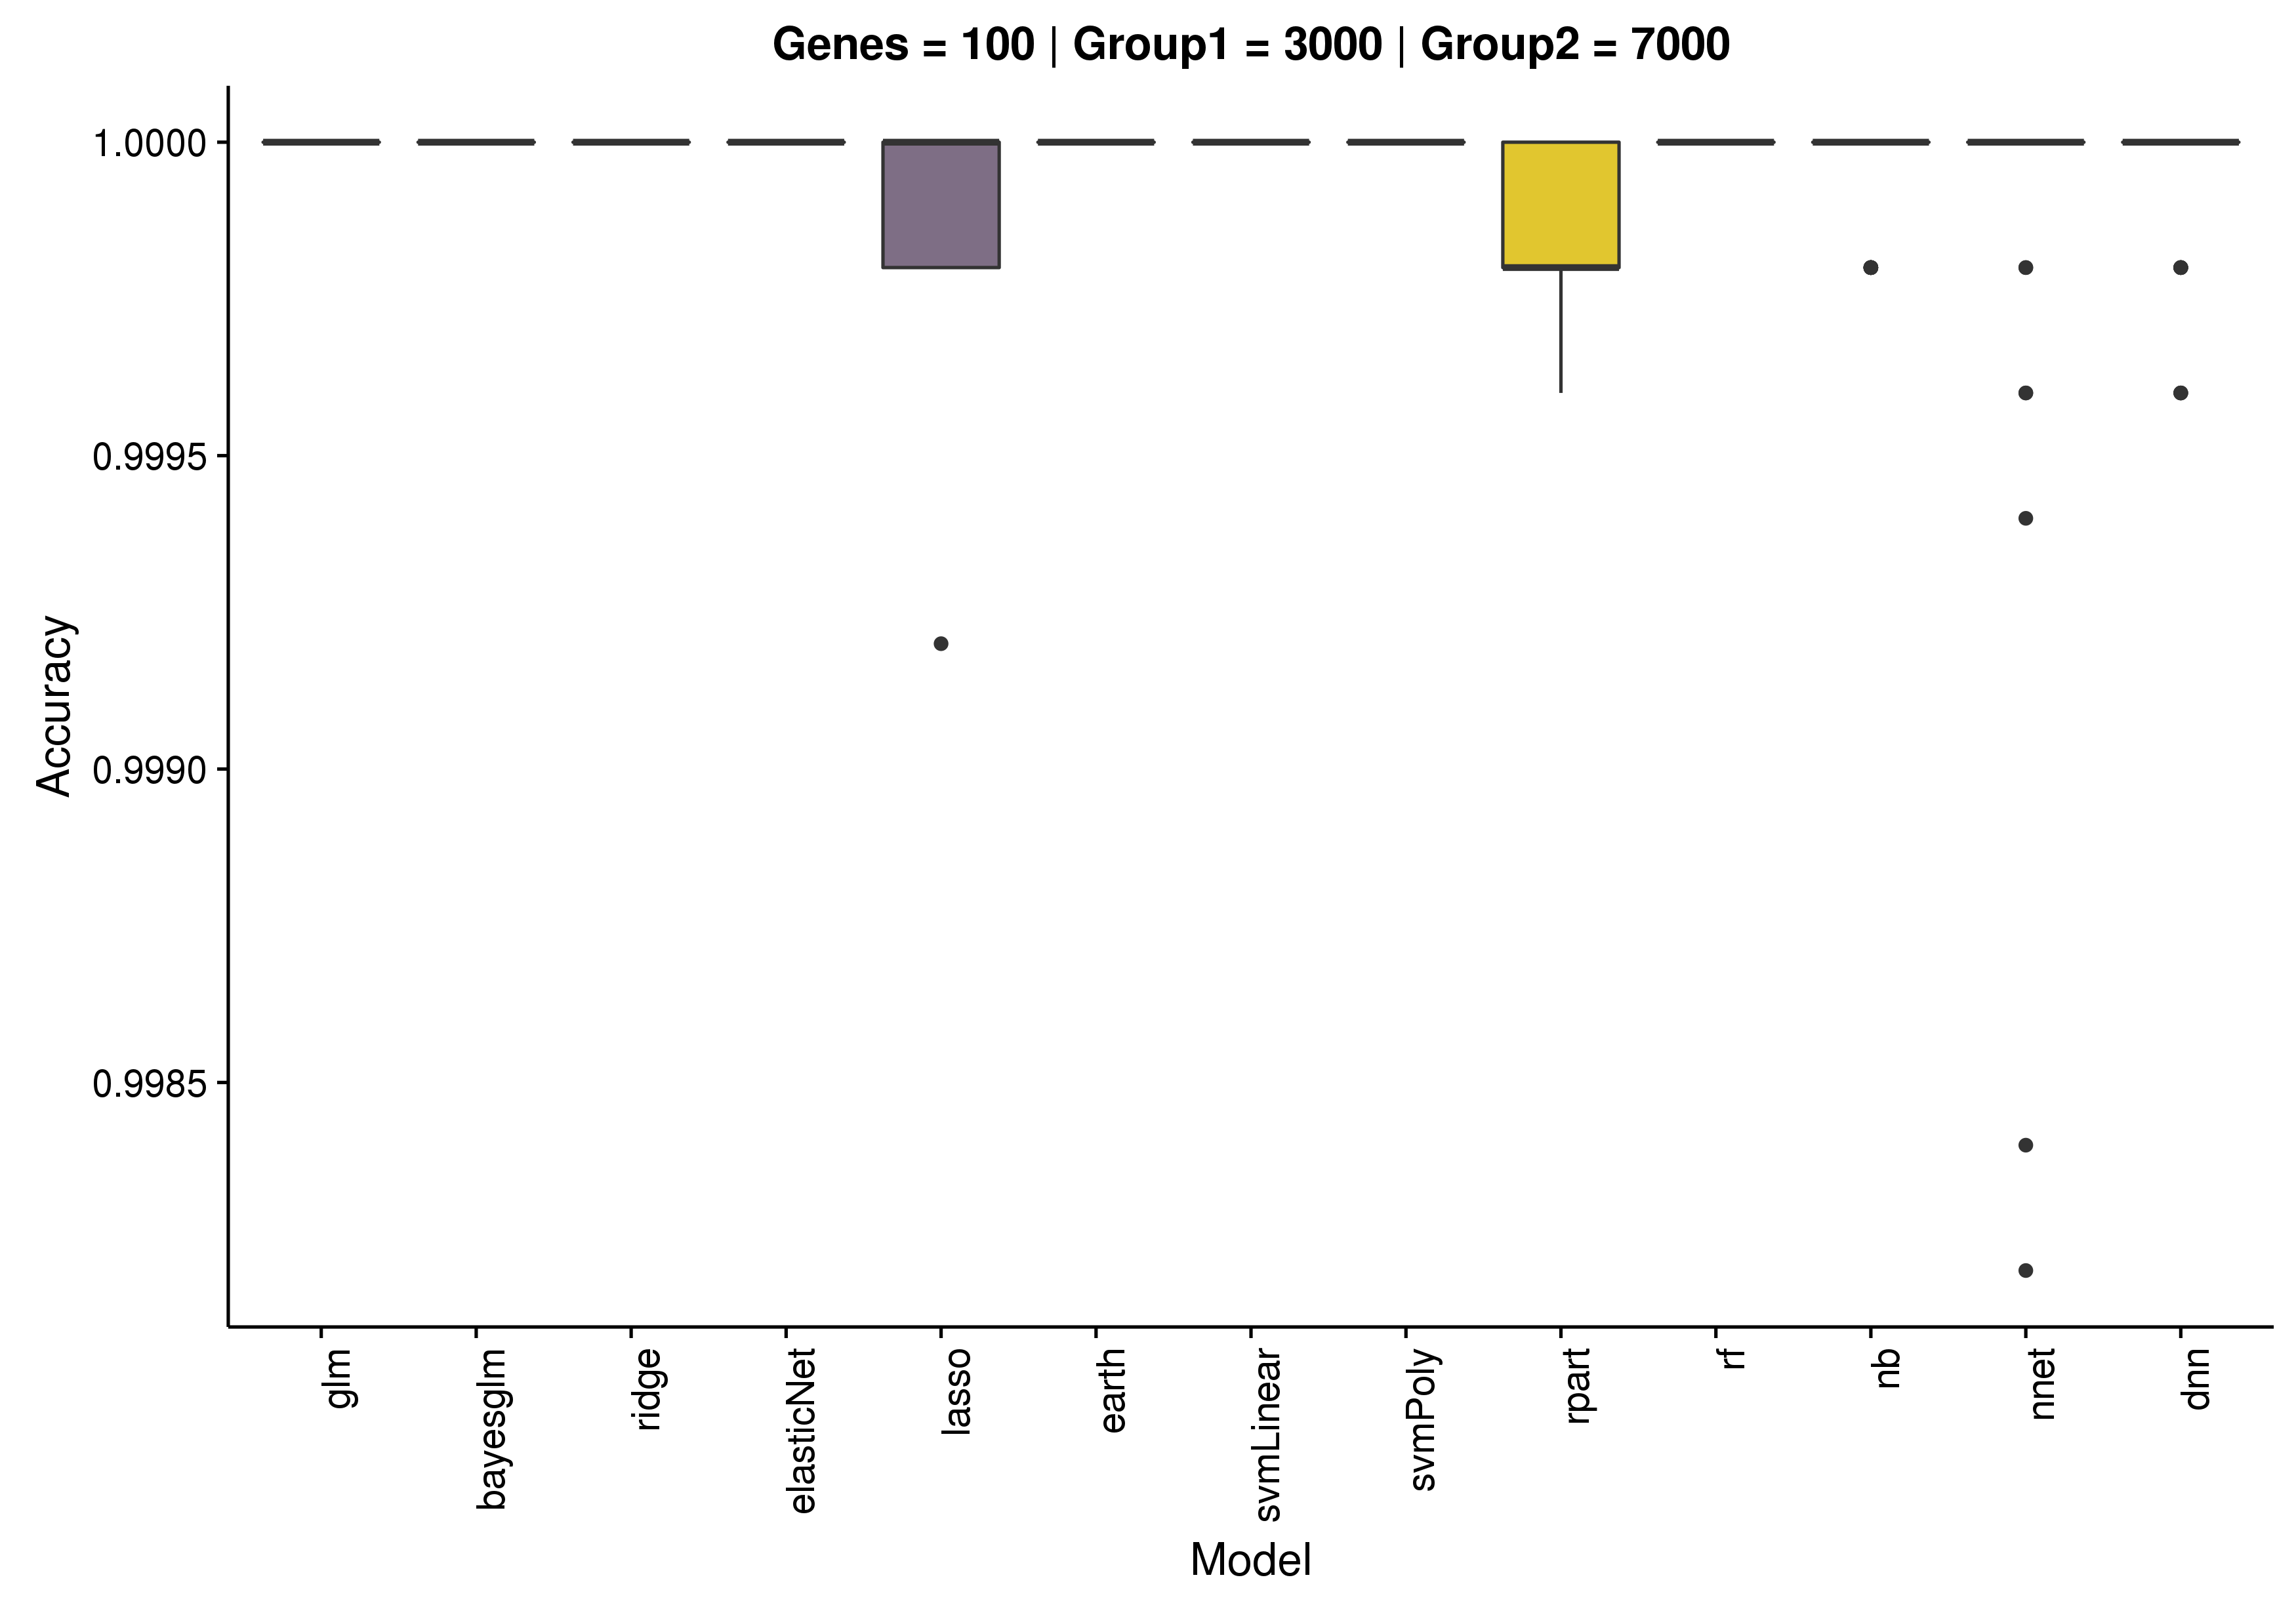 Genes = 100 | Group1 = 3000 | Group2 = 7000
Accuracy
1.0000
0.9995
0.9990
0.9985
glm
bayesglm
ridge
elasticNet
lasso
earth
svmLinear
svmPoly
rpart
rf
nb
nnet
dnn
Model